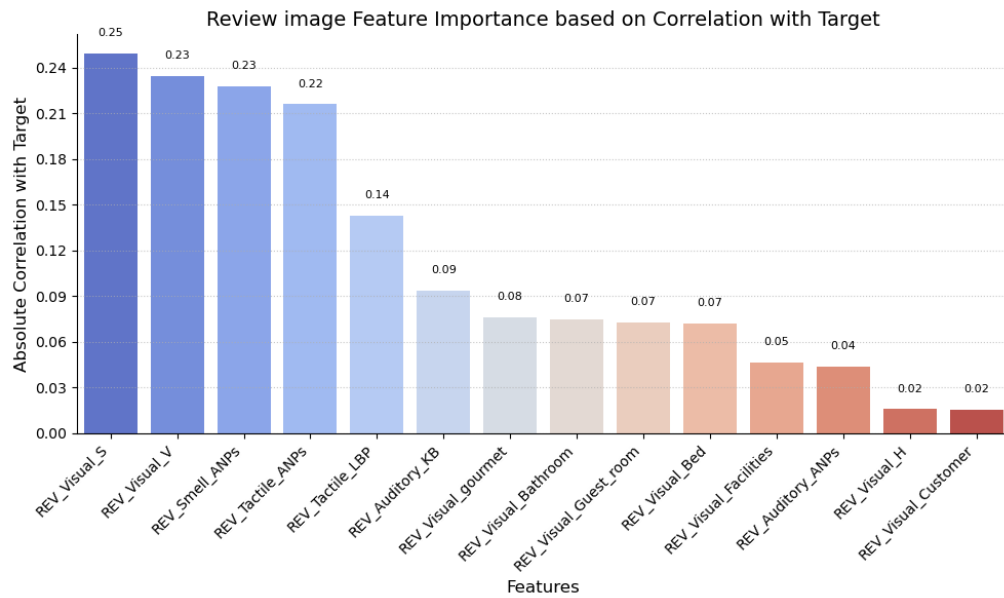 Review image Feature Importance based on Correlation with Target
Absolute Correlation with Target
0.24
0.21
0.18
0.15
0.12
0.09
0.06
0.03
0.00
0.25
0.23
0.23
0.22
0.14
0.09
0.08
0.07
0.07
0.07
0.05
0.04
0.02
0.02
REV_Visual_S
REV_Visual_V
REV_Smell_ANPs
REV_Tactile_ANPs
REV_Tactile_LBP
REV_Auditory_KB
REV_Visual_gourmet
REV_Visual_Bathroom
REV_Visual_Guest_room
REV_Visual_Bed
REV_Visual_Facilities
REV_Auditory_ANPs
REV_Visual_H
REV_Visual_Customer
Features